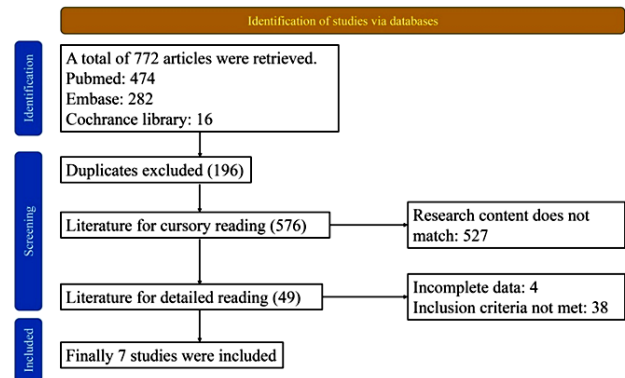 Identification of studies via databases
Identification
A total of 772 articles were retrieved.
Pubmed: 474
Embase: 282
Cochrance library: 16
Screening
Duplicates excluded (196)
Literature for cursory reading (576)
Research content does not
match: 527
Literature for detailed reading (49)
Incomplete data: 4
Inclusion criteria not met: 38
Included
Finally 7 studies were included